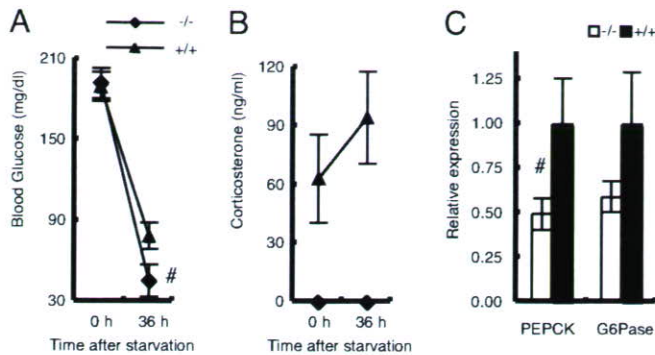 A
-/-
+/+
Blood Glucose (mg/dl)
210
150
90
30
#
0 h 36 h
Time after starvation
B
Corticosterone (ng/ml)
120
90
60
30
0
0 h 36 h
Time after starvation
C
-/- +/+
Relative expression
1.25
1.00
0.75
0.50
0.25
0.00
#
PEPCK G6Pase